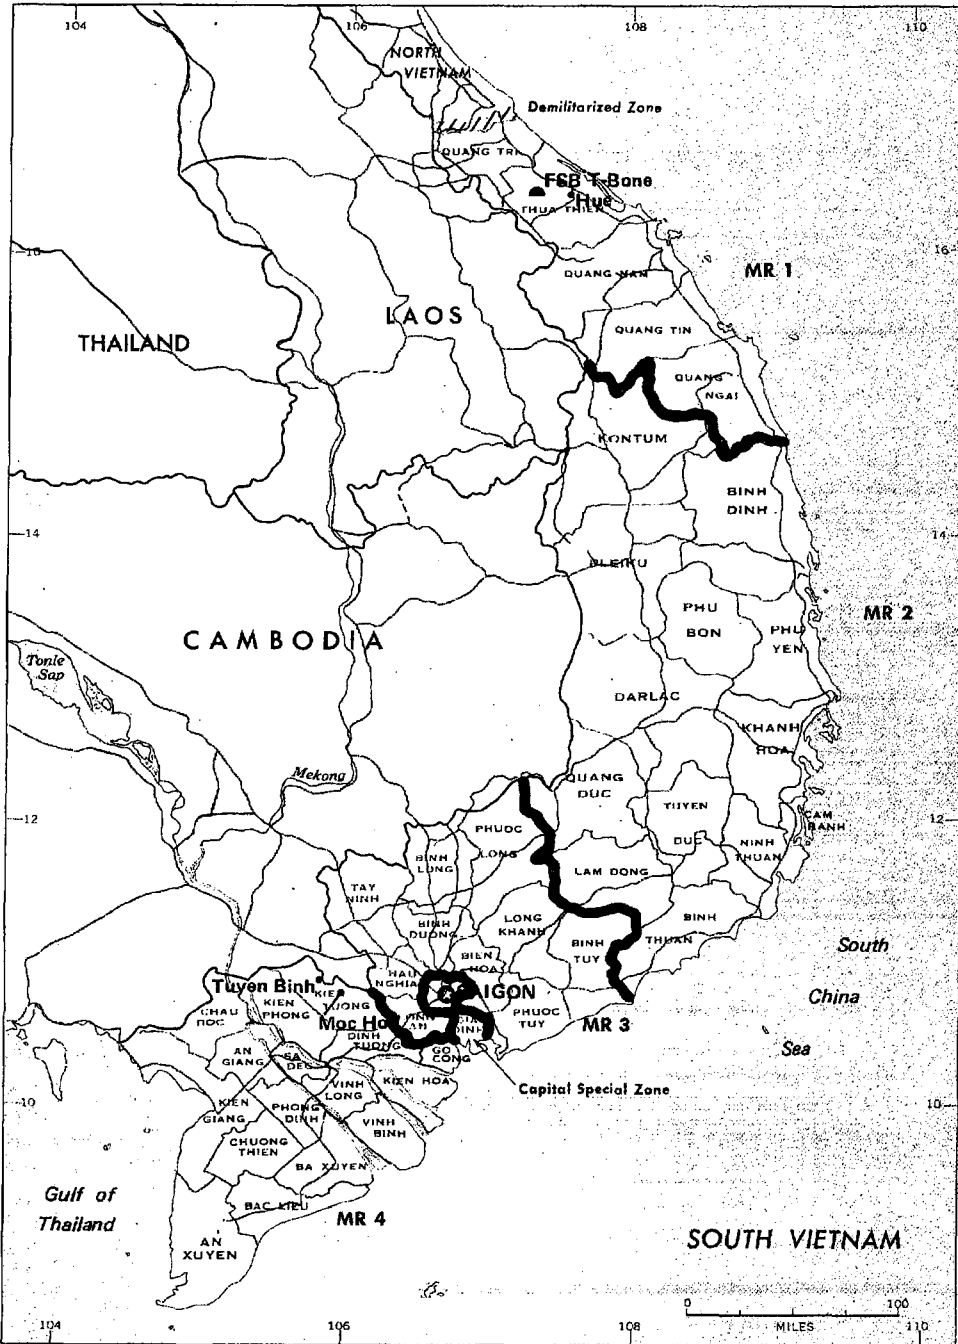 104
106
108
110
NORTH
VIETNAM
Demilitarized Zone
QUANG TRI
FSB T-Bone
Hue
THUA THIEN
16
16
QUANG NAM
MR 1
LAOS
THAILAND
QUANG TIN
QUANG
NGAI
KONTUM
BINH
DINH
14
14
PLEIKU
PHU
BON
MR 2
CAMBODIA
PHU
YEN
Tonle
Sap
DARLAC
KHANH
HOA
Mekong
QUANG
DUC
TUYEN
DUC
CAM
RANH
12
12
PHUOC
LONG
NINH
THUAN
BINH
LONG
LAM DONG
TAY
NINH
LONG
KHANH
BINH
THUAN
BINH
DUONG
BINH
TUY
BIEN
HOA
South
China
Sea
HAU
NGHIA
SAIGON
Tuyen Binh
KIEN
PHONG
KIEN
TUONG
CHAU
DOC
Moc Hoa
PHUOC
TUY
MR 3
GIA
DINH
DINH
TUONG
GO
CONG
AN
GIANG
SA
DEC
VINH
LONG
KIEN HOA
Capital Special Zone
10
10
KIEN
GIANG
PHONG
DINH
VINH
BINH
CHUONG
THIEN
BA XUYEN
Gulf of
Thailand
BAC LIEU
MR 4
AN
XUYEN
SOUTH VIETNAM
0
100
MILES
104
106
108
110